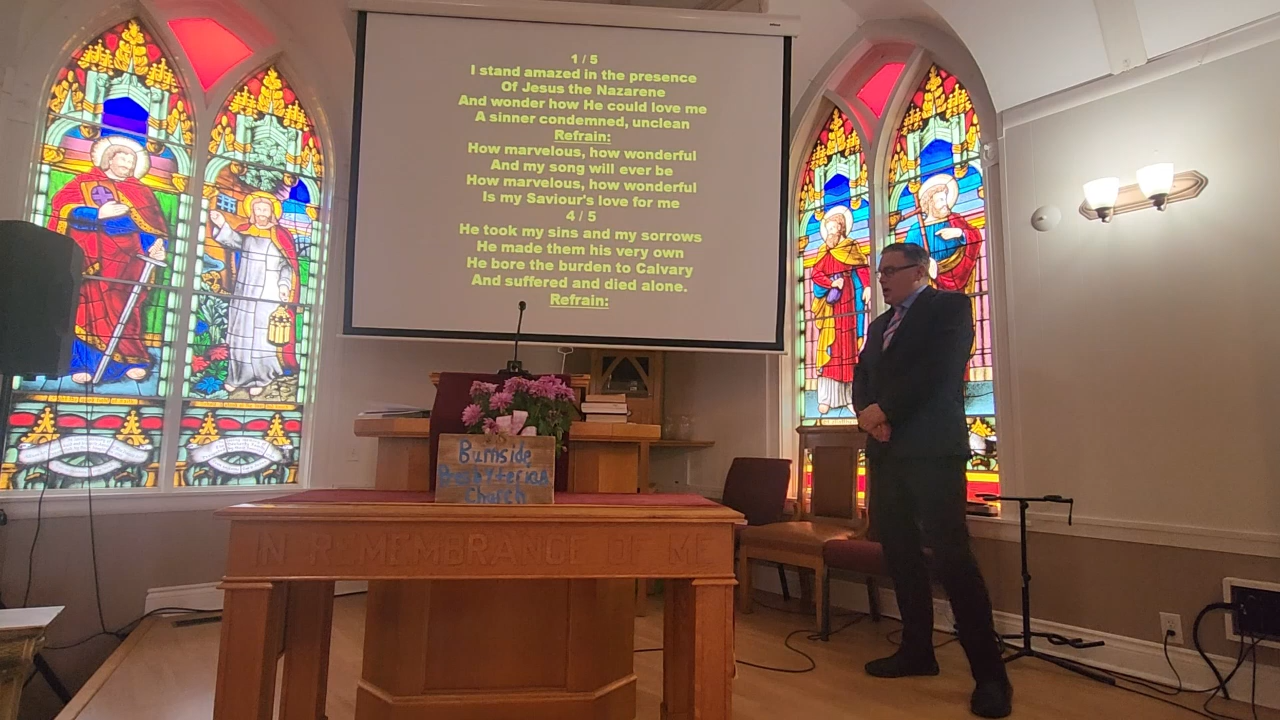 1 / 5
I stand amazed in the presence
Of Jesus the Nazarene
And wonder how He could love me
A sinner condemned, unclean
Refrain:
How marvelous, how wonderful
And my song will ever be
How marvelous, how wonderful
Is my Saviour's love for me
4 / 5
He took my sins and my sorrows
He made them his very own
He bore the burden to Calvary
And suffered and died alone.
Refrain:
Burnside
Presbyterian
Church
IN REMEMBRANCE OF ME